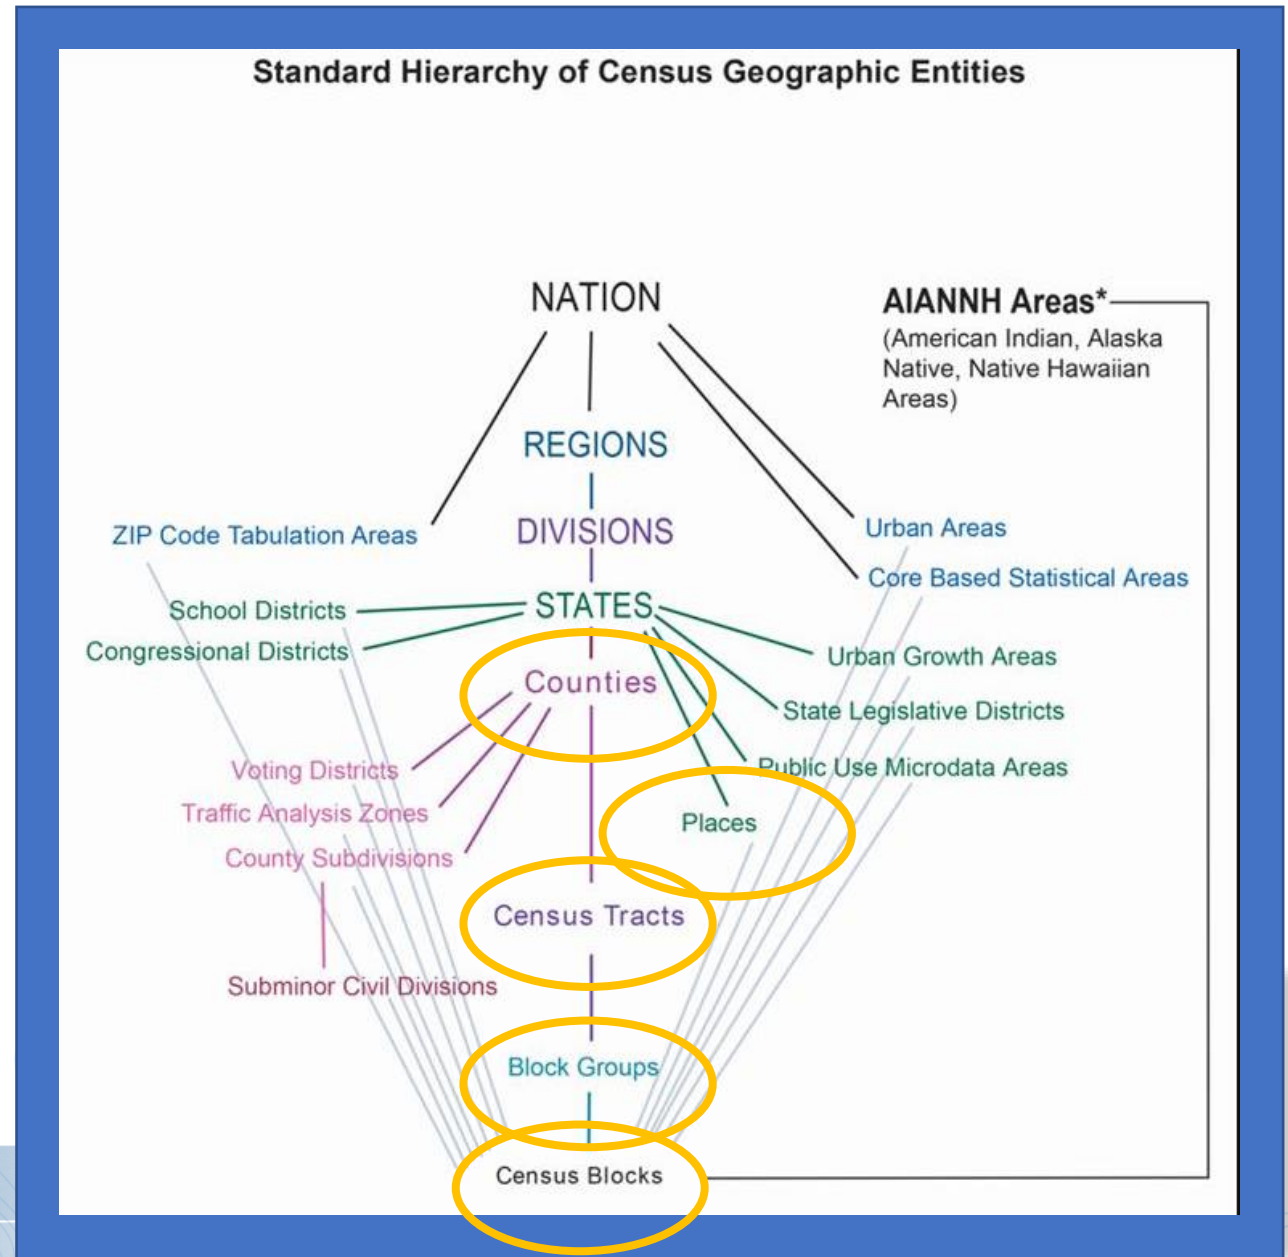 Standard Hierarchy of Census Geographic Entities
NATION
AIANNH Areas*
(American Indian, Alaska
Native, Native Hawaiian
Areas)
REGIONS
ZIP Code Tabulation Areas
DIVISIONS
Urban Areas
Core Based Statistical Areas
School Districts
STATES
Congressional Districts
Urban Growth Areas
Counties
State Legislative Districts
Voting Districts
Public Use Microdata Areas
Traffic Analysis Zones
Places
County Subdivisions
Census Tracts
Subminor Civil Divisions
Block Groups
Census Blocks